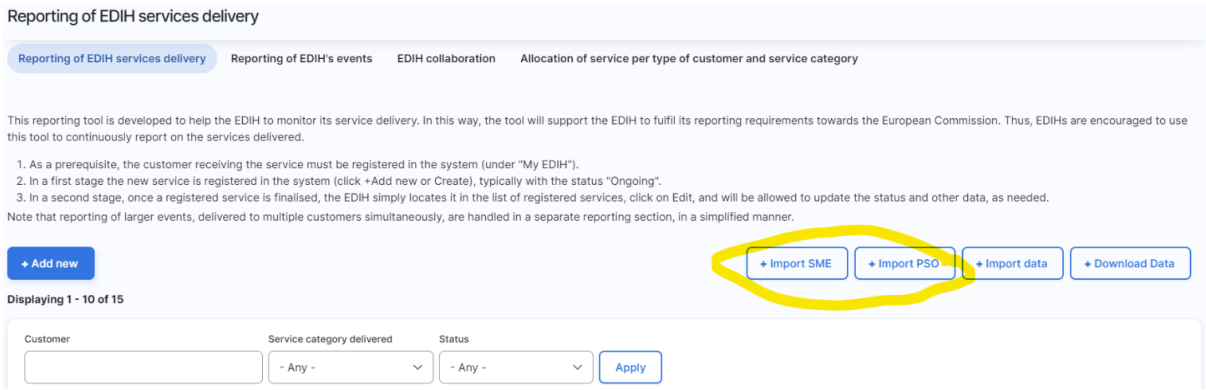 Reporting of EDIH services delivery
Reporting of EDIH services delivery Reporting of EDIH's events EDIH collaboration Allocation of service per type of customer and service category
This reporting tool is developed to help the EDIH to monitor its service delivery. In this way, the tool will support the EDIH to fulfil its reporting requirements towards the European Commission. Thus, EDIHs are encouraged to use
this tool to continuously report on the services delivered.
1. As a prerequisite, the customer receiving the service must be registered in the system (under "My EDIH").
2. In a first stage the new service is registered in the system (click +Add new or Create), typically with the status "Ongoing".
3. In a second stage, once a registered service is finalised, the EDIH simply locates it in the list of registered services, click on Edit, and will be allowed to update the status and other data, as needed.
Note that reporting of larger events, delivered to multiple customers simultaneously, are handled in a separate reporting section, in a simplified manner.
+ Add new + Import SME + Import PSO + Import data + Download Data
Displaying 1 - 10 of 15
Customer Service category delivered Status
- Any - - Any - Apply